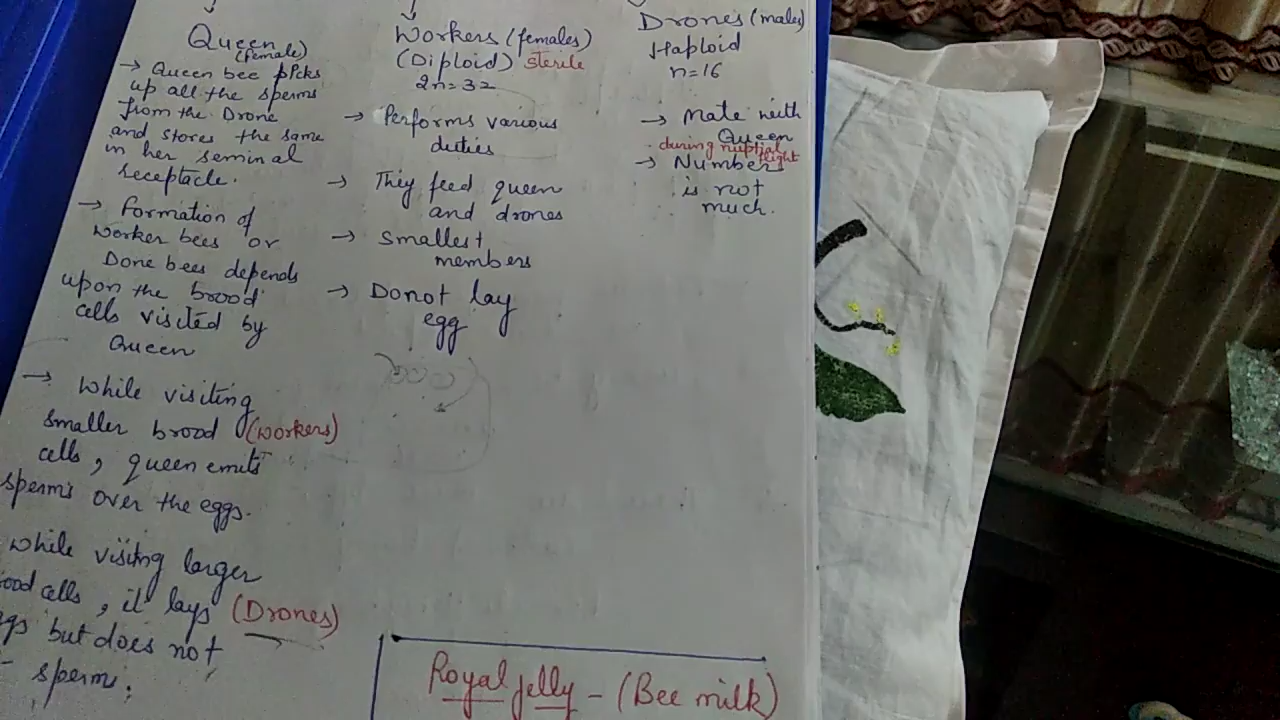 Queen
(female)
→ Queen bee picks
up all the sperms
from the Drone
and stores the same
in her seminal
receptacle.
→ Formation of
worker bees or
Done bees depends
upon the brood
cells visited by
Queen
→ While visiting
smaller brood (workers)
cells, queen emits
sperms over the eggs.
while visiting larger
cells, it lays (Drones)
but does not
sperm.
Workers (females)
(Diploid) sterile
2n=32
→ Performs various
duties
→ They feed queen
and drones
→ Smallest
members
→ Donot lay
egg
Drones (males)
Haploid
n=16
→ Mate with
Queen
during nuptial flight
→ Numbers
is not
much.
Royal jelly - (Bee milk)